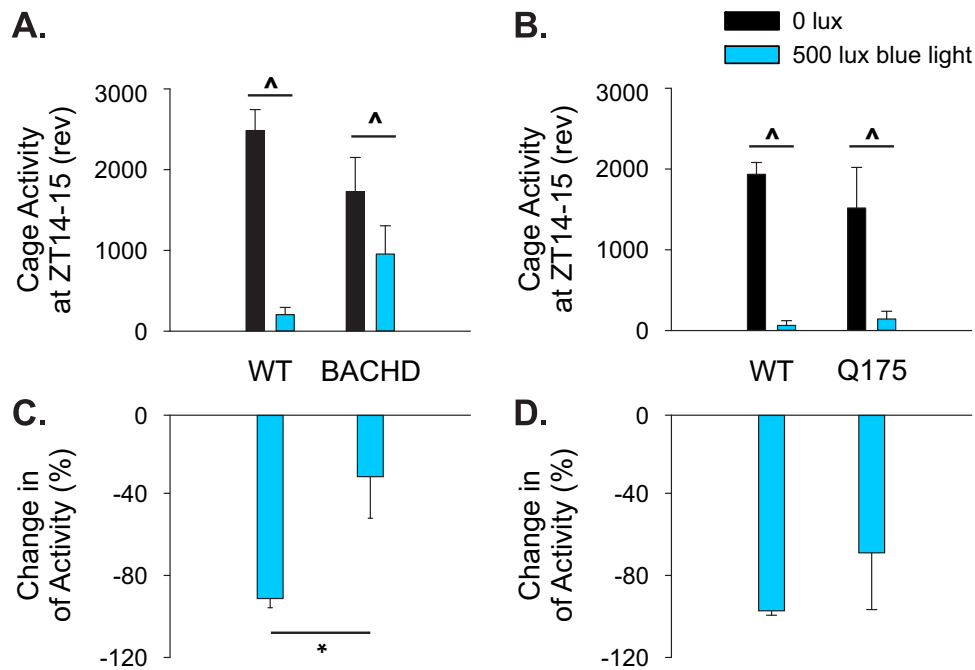 A.
B.
0 lux
500 lux blue light
Cage Activity
at ZT14-15 (rev)
3000
2000
1000
0
^
^
WT BACHD
Cage Activity
at ZT14-15 (rev)
3000
2000
1000
0
^
^
WT Q175
C.
Change in
of Activity (%)
0
-40
-80
-120
*
D.
Change in
of Activity (%)
0
-40
-80
-120